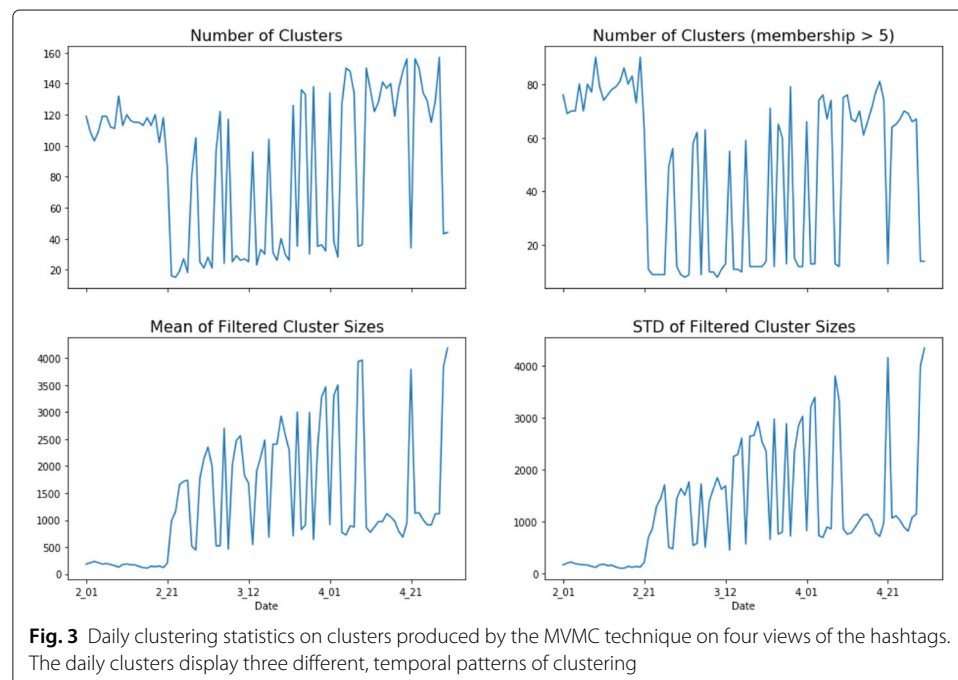 Number of Clusters
160
140
120
100
80
60
40
20
Number of Clusters (membership > 5)
80
60
40
20
Mean of Filtered Cluster Sizes
4000
3500
3000
2500
2000
1500
1000
500
0
2_01 2_21 3_12 4_01 4_21
Date
STD of Filtered Cluster Sizes
4000
3000
2000
1000
0
2_01 2_21 3_12 4_01 4_21
Date
Fig. 3 Daily clustering statistics on clusters produced by the MVMC technique on four views of the hashtags.
The daily clusters display three different, temporal patterns of clustering